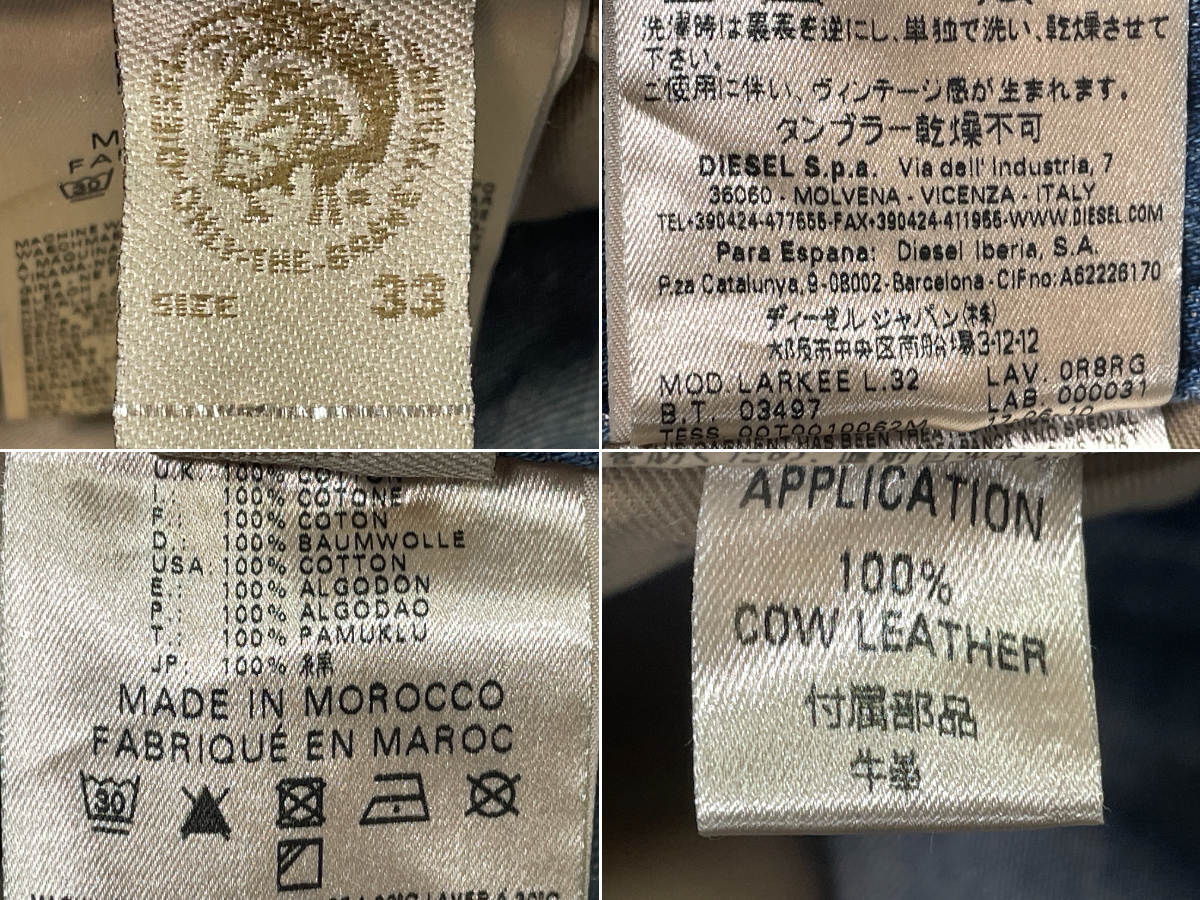 SIZE 33
MACHINE
洗濯時は裏表を逆にし、単独で洗い、乾燥させて
下さい。
ご使用に伴い、ヴィンテージ感が生まれます。
タンブラー乾燥不可
DIESEL S.p.a. Via dell' Industria, 7
36060 - MOLVENA - VICENZA - ITALY
TEL+390424-477555-FAX+390424-411955-WWW.DIESEL.COM
Para Espana: Diesel Iberia, S.A.
P.za Catalunya, 9 -08002- Barcelona - CIF no: A62226170
ディーゼルジャパン(株)
大阪市中央区南船場3-12-12
MOD. LARKEE L.32 LAV. 0R8RG
B.T. 03497 LAB. 000031
TESS. 00T0010062M
U.K 100%
I.: 100% COTONE
F.: 100% COTON
D.: 100% BAUMWOLLE
USA: 100% COTTON
E.: 100% ALGODON
P.: 100% ALGODAO
T.: 100% PAMUKLU
JP: 100% 綿
MADE IN MOROCCO
FABRIQUÉ EN MAROC
30
APPLICATION
100%
COW LEATHER
付属部品
牛革